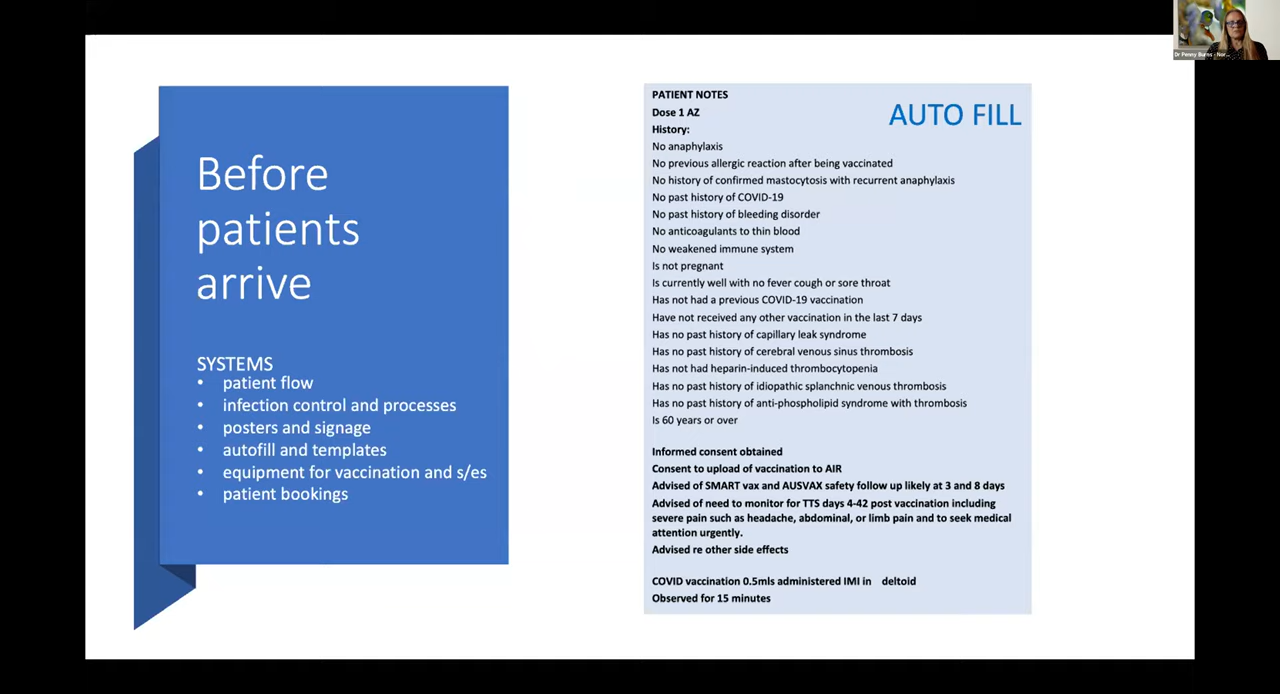 Dr Penny Burns - Nor...
Before
patients
arrive
SYSTEMS
• patient flow
• infection control and processes
• posters and signage
• autofill and templates
• equipment for vaccination and s/es
• patient bookings
AUTO FILL
PATIENT NOTES
Dose 1 AZ
History:
No anaphylaxis
No previous allergic reaction after being vaccinated
No history of confirmed mastocytosis with recurrent anaphylaxis
No past history of COVID-19
No past history of bleeding disorder
No anticoagulants to thin blood
No weakened immune system
Is not pregnant
Is currently well with no fever cough or sore throat
Has not had a previous COVID-19 vaccination
Have not received any other vaccination in the last 7 days
Has no past history of capillary leak syndrome
Has no past history of cerebral venous sinus thrombosis
Has not had heparin-induced thrombocytopenia
Has no past history of idiopathic splanchnic venous thrombosis
Has no past history of anti-phospholipid syndrome with thrombosis
Is 60 years or over
Informed consent obtained
Consent to upload of vaccination to AIR
Advised of SMART vax and AUSVAX safety follow up likely at 3 and 8 days
Advised of need to monitor for TTS days 4-42 post vaccination including
severe pain such as headache, abdominal, or limb pain and to seek medical
attention urgently.
Advised re other side effects
COVID vaccination 0.5mls administered IMI in deltoid
Observed for 15 minutes